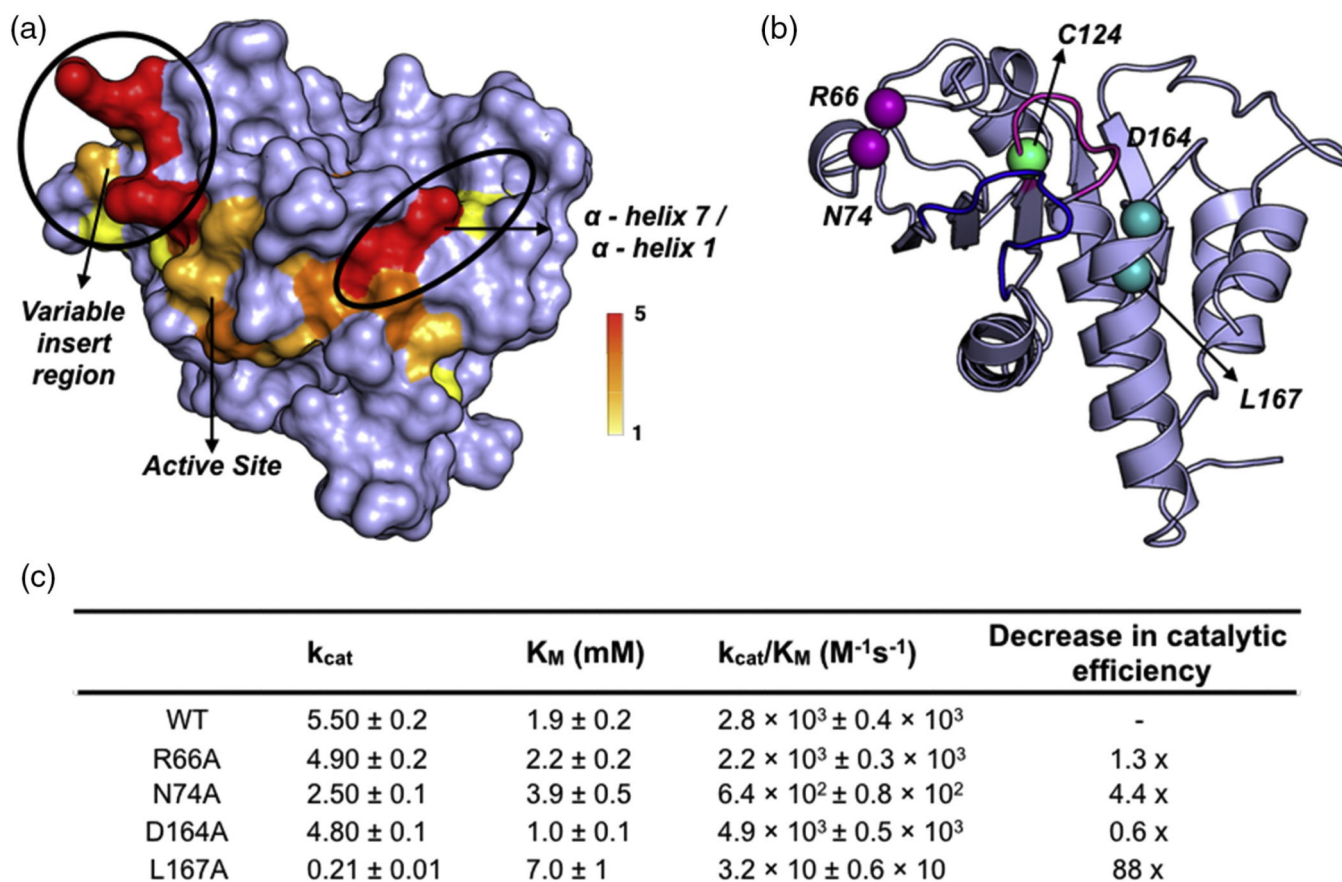 (a)
Variable
insert
region
Active Site
α - helix 7 /
α - helix 1
5
1
(b)
C124
R66
D164
N74
L167
(c)
k_cat K_M (mM) k_cat/K_M (M⁻¹s⁻¹) Decrease in catalytic
efficiency
WT 5.50 ± 0.2 1.9 ± 0.2 2.8 × 10³ ± 0.4 × 10³ -
R66A 4.90 ± 0.2 2.2 ± 0.2 2.2 × 10³ ± 0.3 × 10³ 1.3 x
N74A 2.50 ± 0.1 3.9 ± 0.5 6.4 × 10² ± 0.8 × 10² 4.4 x
D164A 4.80 ± 0.1 1.0 ± 0.1 4.9 × 10³ ± 0.5 × 10³ 0.6 x
L167A 0.21 ± 0.01 7.0 ± 1 3.2 × 10 ± 0.6 × 10 88 x